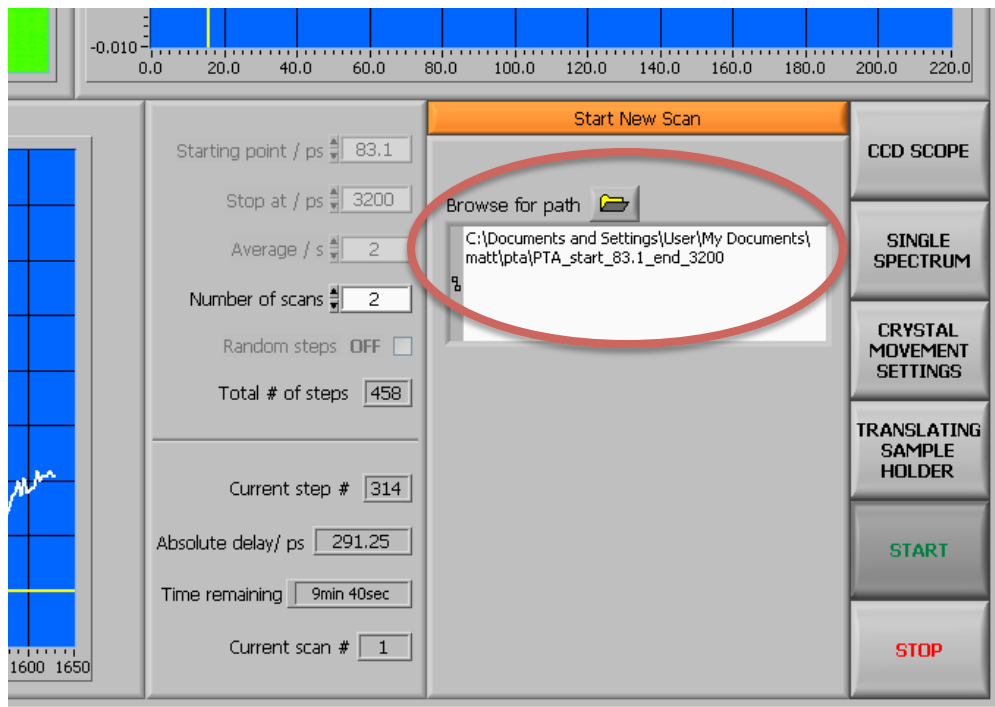 -0.010
0.0 20.0 40.0 60.0 80.0 100.0 120.0 140.0 160.0 180.0 200.0 220.0
Starting point / ps 83.1
Stop at / ps 3200
Average / s 2
Number of scans 2
Random steps OFF
Total # of steps 458
Current step # 314
Absolute delay/ ps 291.25
Time remaining 9min 40sec
Current scan # 1
1600 1650
Start New Scan
Browse for path
C:\Documents and Settings\User\My Documents\
matt\pta\PTA_start_83.1_end_3200
CCD SCOPE
SINGLE
SPECTRUM
CRYSTAL
MOVEMENT
SETTINGS
TRANSLATING
SAMPLE
HOLDER
START
STOP